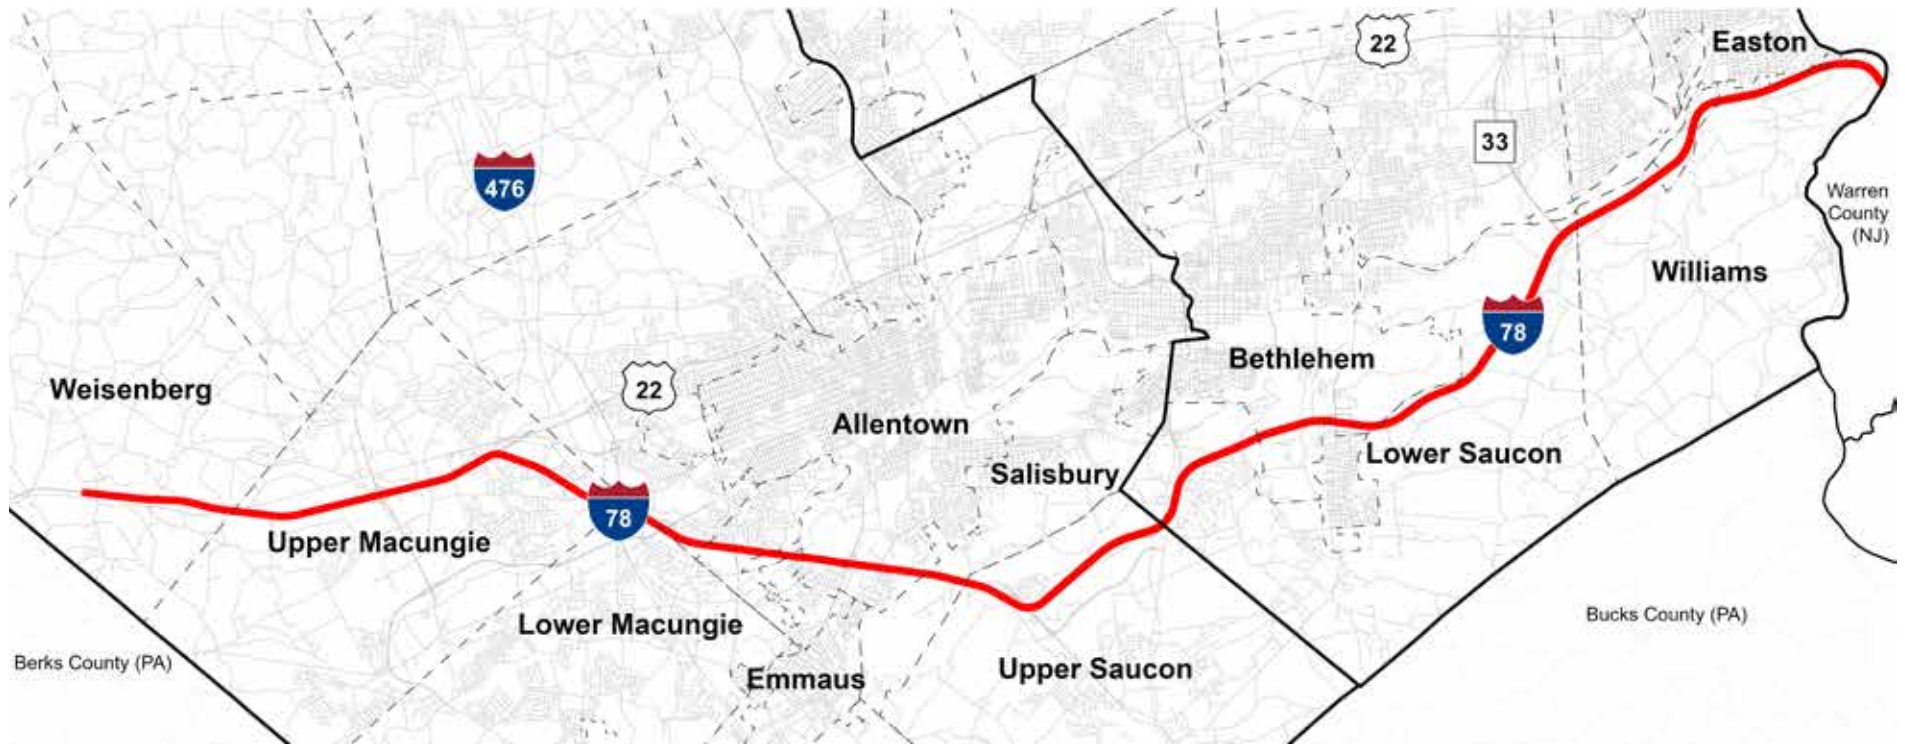 22
Easton
33
476
Warren
County
(NJ)
Williams
78
Bethlehem
Weisenberg
22
Allentown
Lower Saucon
Salisbury
78
Upper Macungie
Lower Macungie
Bucks County (PA)
Berks County (PA)
Upper Saucon
Emmaus